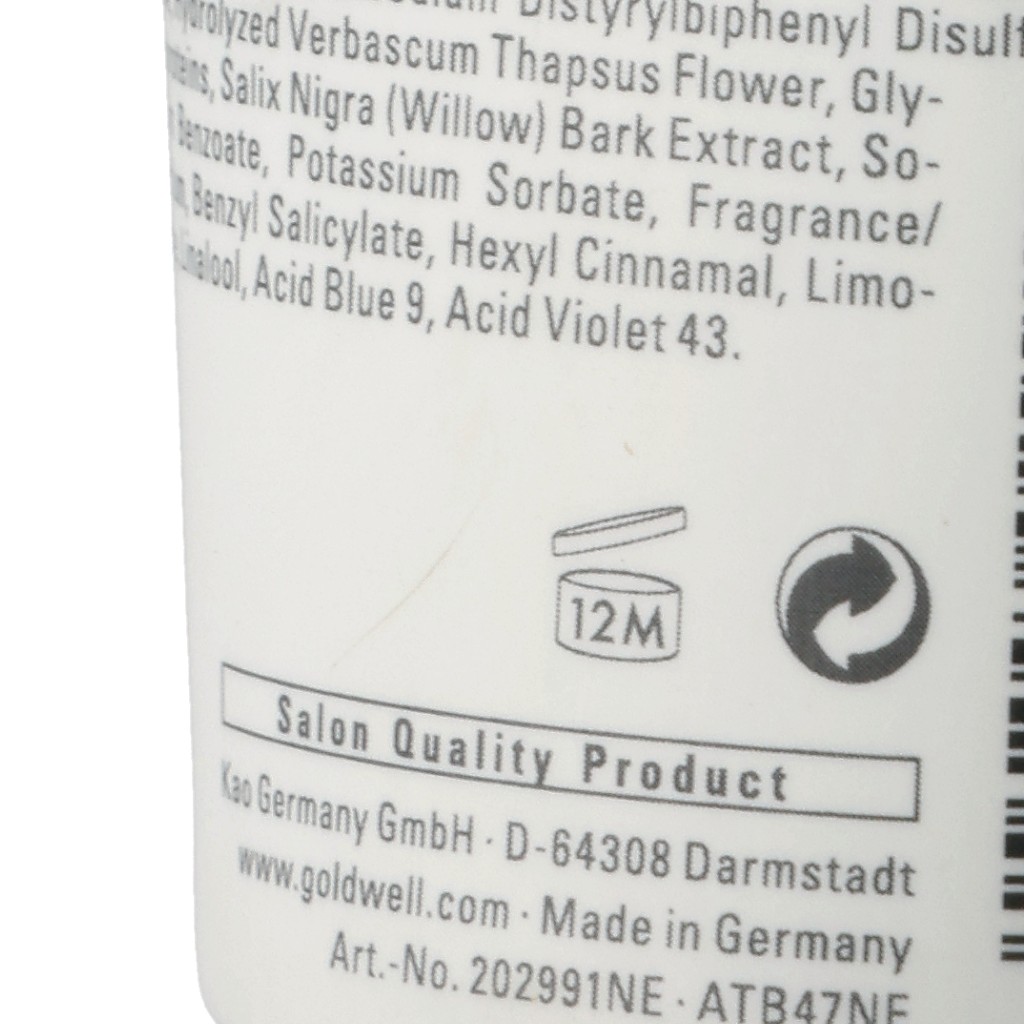 Distyrylbiphenyl
Verbascum Thapsus Flower, Gly-
Salix Nigra (Willow) Bark Extract, So-
Benzoate, Potassium Sorbate, Fragrance/
Benzyl Salicylate, Hexyl Cinnamal, Limo-
Linalool, Acid Blue 9, Acid Violet 43.
12M
Salon Quality Product
Kao Germany GmbH · D-64308 Darmstadt
www.goldwell.com · Made in Germany
Art.-No. 202991NE · ATB47NE